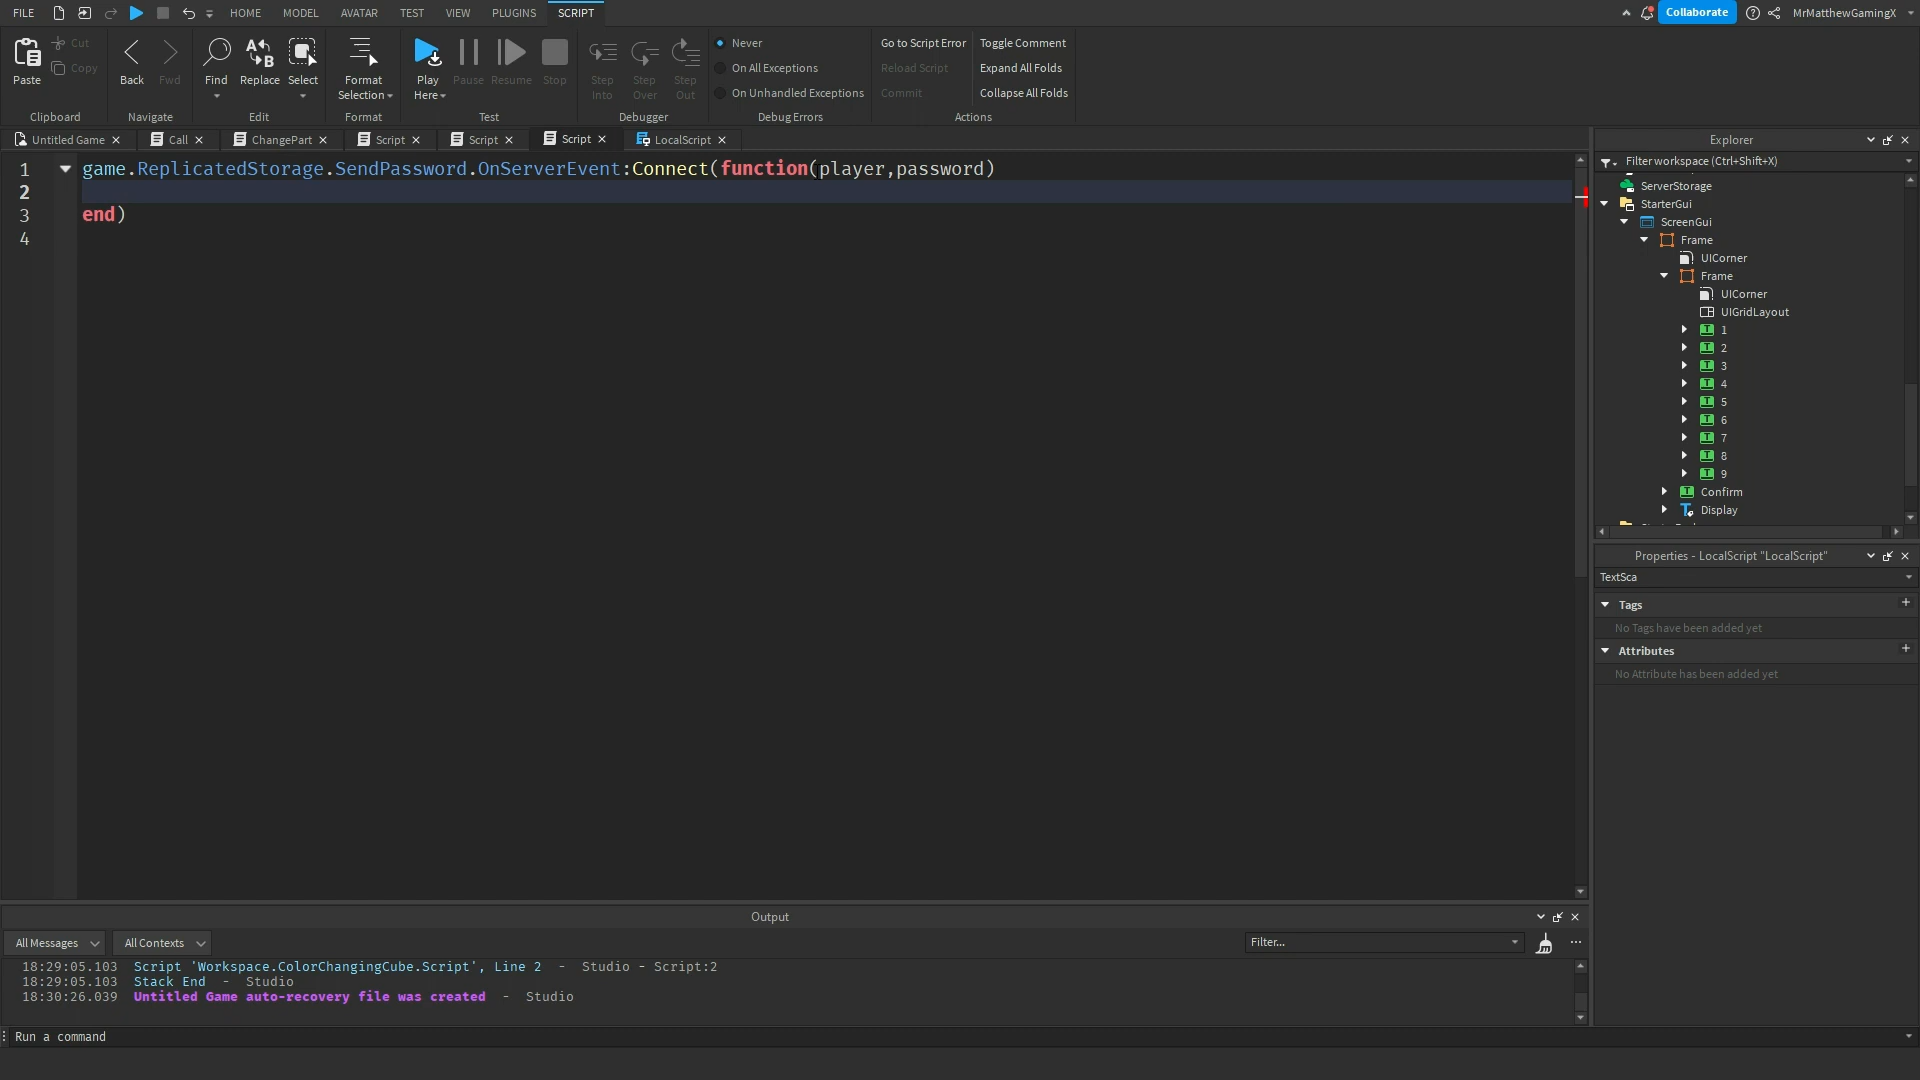 FILE HOME MODEL AVATAR TEST VIEW PLUGINS SCRIPT Collaborate MrMatthewGamingX
Paste Cut Copy
Clipboard
Back Fwd
Navigate
Find Replace Select
Edit
Format Selection
Format
Play Here Pause Resume Stop
Test
Step Into Step Over Step Out
Debugger
Never
On All Exceptions
On Unhandled Exceptions
Debug Errors
Go to Script Error Toggle Comment
Reload Script Expand All Folds
Commit Collapse All Folds
Actions
Untitled Game Call ChangePart Script Script Script LocalScript
1 game.ReplicatedStorage.SendPassword.OnServerEvent:Connect(function(player,password)
2
3 end)
4
Explorer
Filter workspace (Ctrl+Shift+X)
ServerStorage
StarterGui
ScreenGui
Frame
UICorner
Frame
UICorner
UIGridLayout
1
2
3
4
5
6
7
8
9
Confirm
Display
Properties - LocalScript "LocalScript"
TextSca
Tags
No Tags have been added yet
Attributes
No Attribute has been added yet
Output
All Messages All Contexts Filter...
18:29:05.103 Script 'Workspace.ColorChangingCube.Script', Line 2 - Studio - Script:2
18:29:05.103 Stack End - Studio
18:30:26.039 Untitled Game auto-recovery file was created - Studio
Run a command